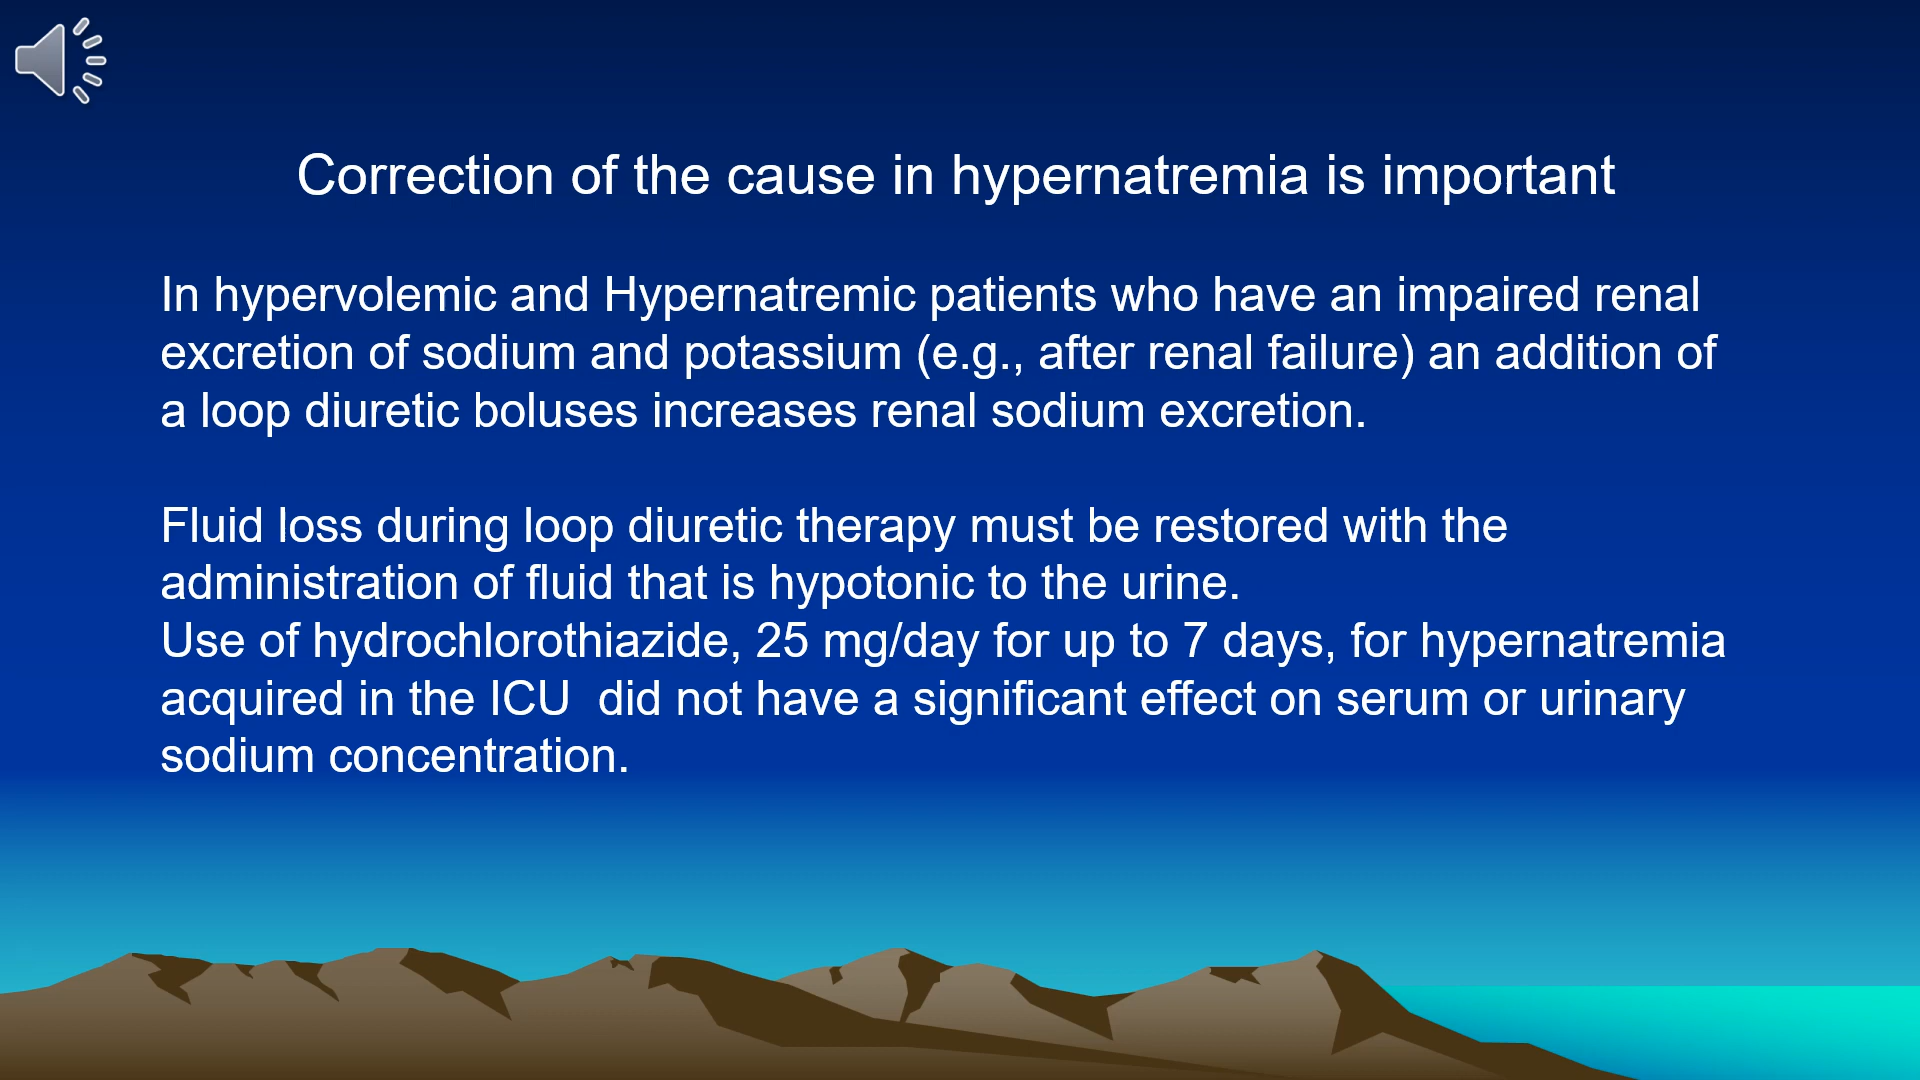 Correction of the cause in hypernatremia is important
In hypervolemic and Hypernatremic patients who have an impaired renal
excretion of sodium and potassium (e.g., after renal failure) an addition of
a loop diuretic boluses increases renal sodium excretion.
Fluid loss during loop diuretic therapy must be restored with the
administration of fluid that is hypotonic to the urine.
Use of hydrochlorothiazide, 25 mg/day for up to 7 days, for hypernatremia
acquired in the ICU  did not have a significant effect on serum or urinary
sodium concentration.